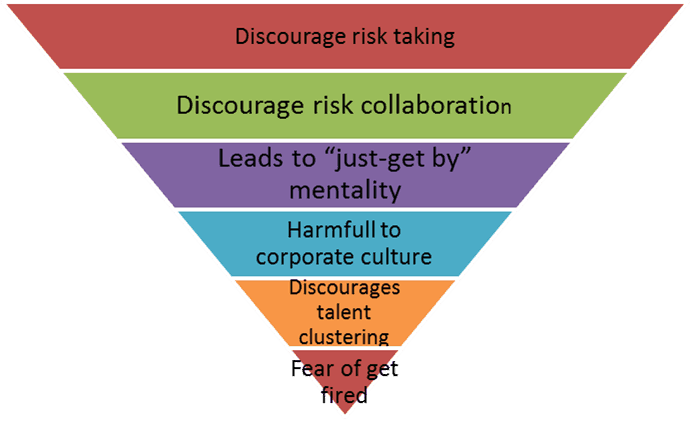 Discourage risk taking
Discourage risk collaboration
Leads to “just-get by”
mentality
Harmfull to
corporate culture
Discourages
talent
clustering
Fear of get
fired